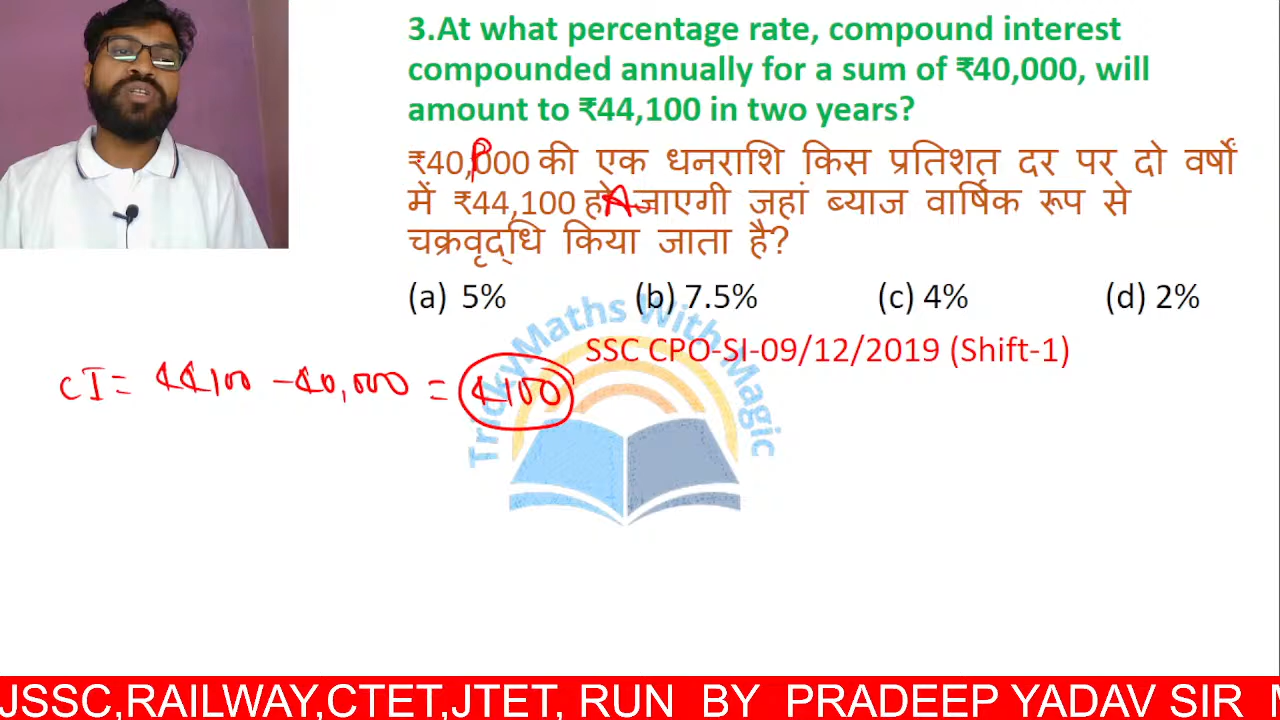 3.At what percentage rate, compound interest
compounded annually for a sum of ₹40,000, will
amount to ₹44,100 in two years?
₹40,000 की एक धनराशि किस प्रतिशत दर पर दो वर्षों
P
में ₹44,100 हो जाएगी जहां ब्याज वार्षिक रूप से
A
चक्रवृद्धि किया जाता है?
(a) 5% (b) 7.5% (c) 4% (d) 2%
SSC CPO-SI-09/12/2019 (Shift-1)
CI = 44100 - 40,000 = 4100
TrickyMaths With Magic
JSSC,RAILWAY,CTET,JTET, RUN BY PRADEEP YADAV SIR